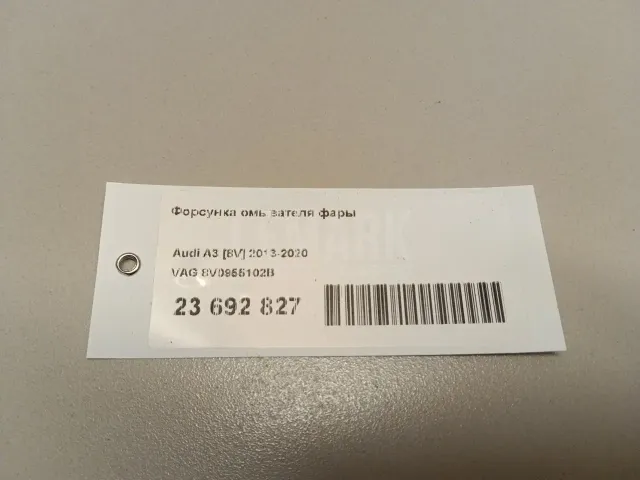 Форсунка омывателя фары
Audi A3 [8V] 2013-2020
VAG 8V0955102B
23 692 827